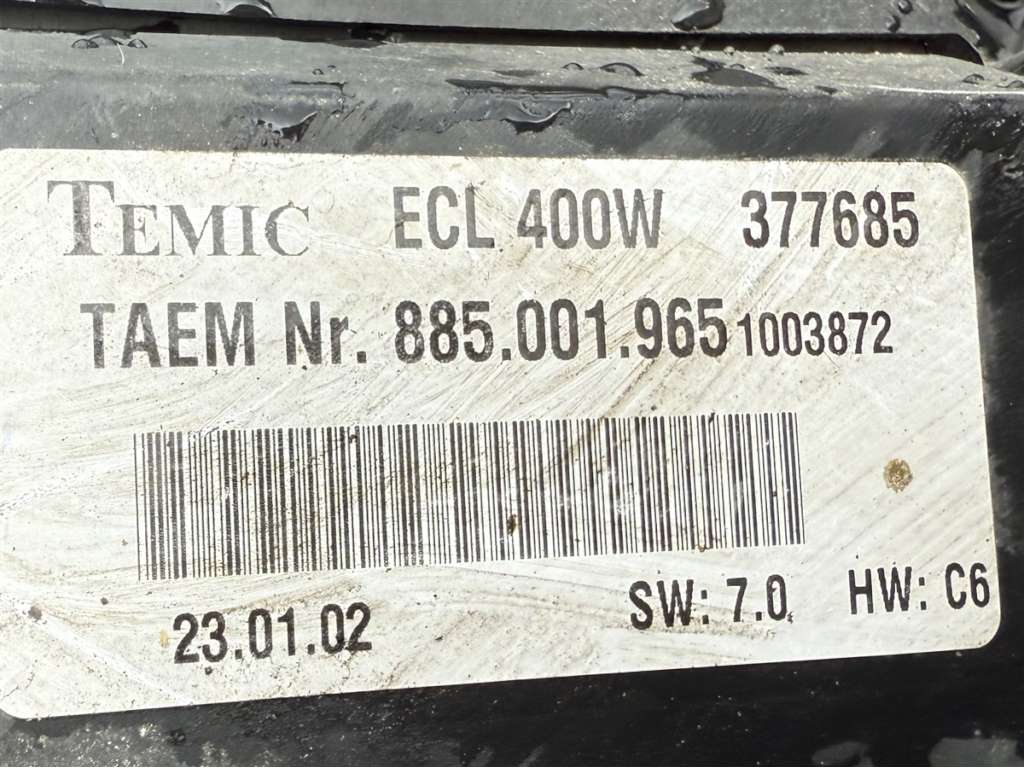 TEMIC ECL 400W 377685
TAEM Nr. 885.001.965 1003872
23.01.02 SW: 7.0 HW: C6